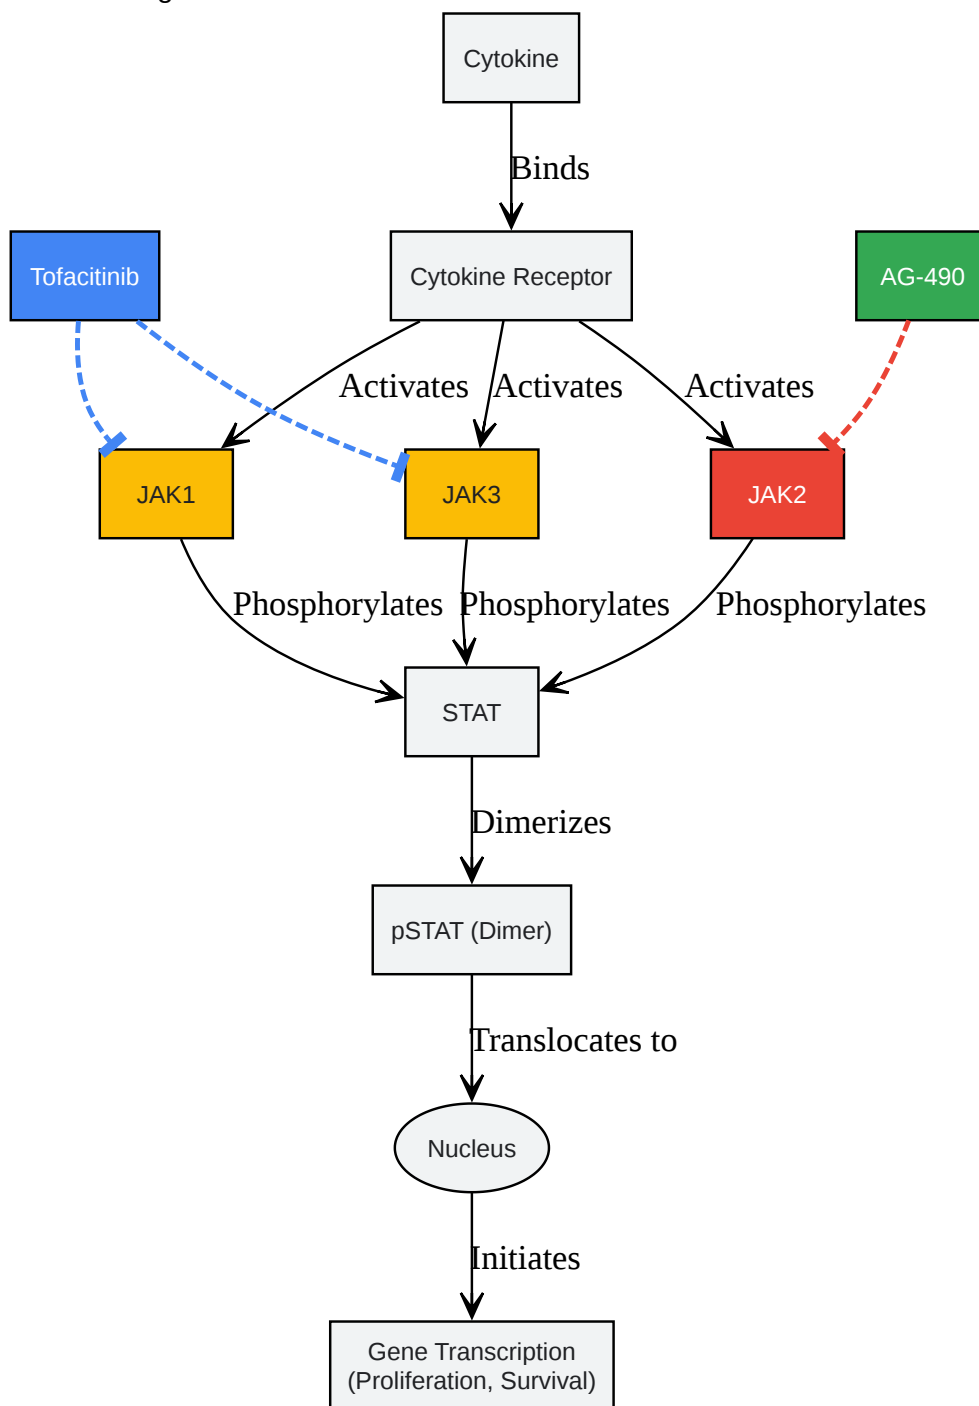 Cytokine
Binds
Tofacitinib
Cytokine Receptor
AG-490
Activates
Activates
Activates
JAK1
JAK3
JAK2
Phosphorylates
Phosphorylates
Phosphorylates
STAT
Dimerizes
pSTAT (Dimer)
Translocates to
Nucleus
Initiates
Gene Transcription
(Proliferation, Survival)